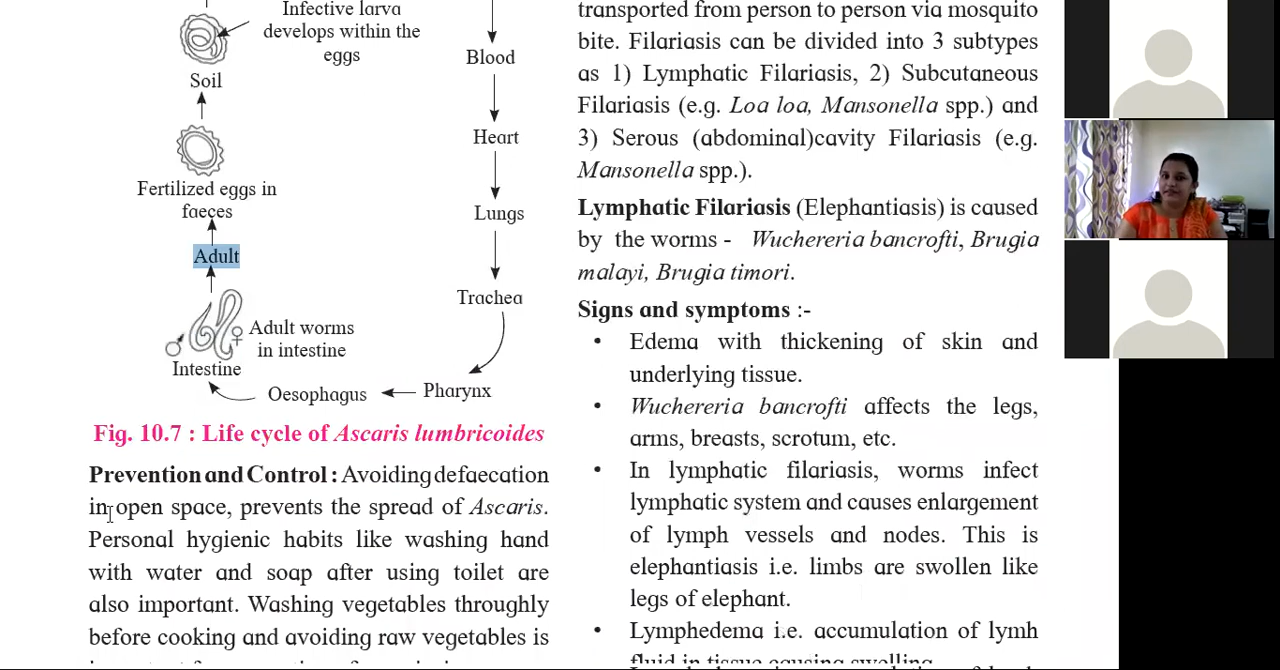 Infective larva
develops within the
eggs
Soil
Fertilized eggs in
faeces
Adult
Adult worms
in intestine
Intestine
Oesophagus
Pharynx
Blood
Heart
Lungs
Trachea
Fig. 10.7 : Life cycle of Ascaris lumbricoides
Prevention and Control : Avoiding defaecation
in open space, prevents the spread of Ascaris.
Personal hygienic habits like washing hand
with water and soap after using toilet are
also important. Washing vegetables throughly
before cooking and avoiding raw vegetables is
transported from person to person via mosquito
bite. Filariasis can be divided into 3 subtypes
as 1) Lymphatic Filariasis, 2) Subcutaneous
Filariasis (e.g. Loa loa, Mansonella spp.) and
3) Serous (abdominal)cavity Filariasis (e.g.
Mansonella spp.).
Lymphatic Filariasis (Elephantiasis) is caused
by the worms - Wuchereria bancrofti, Brugia
malayi, Brugia timori.
Signs and symptoms :-
• Edema with thickening of skin and
underlying tissue.
• Wuchereria bancrofti affects the legs,
arms, breasts, scrotum, etc.
• In lymphatic filariasis, worms infect
lymphatic system and causes enlargement
of lymph vessels and nodes. This is
elephantiasis i.e. limbs are swollen like
legs of elephant.
• Lymphedema i.e. accumulation of lymh
fluid in tissue causing swelling.